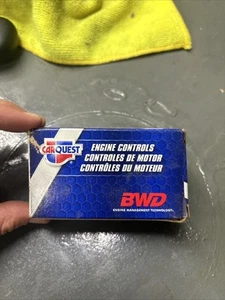 CARQUEST
ENGINE CONTROLS
CONTROLES DE MOTOR
CONTRÔLES DU MOTEUR
BWD
ENGINE MANAGEMENT TECHNOLOGY